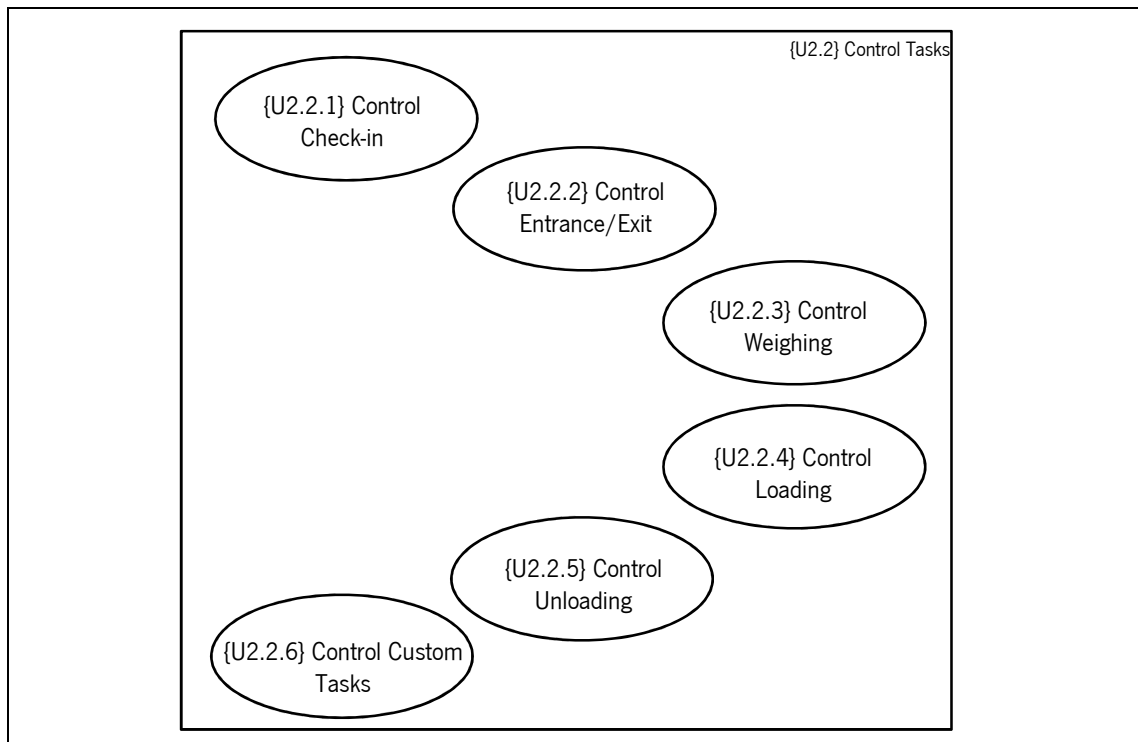 {U2.2} Control Tasks
{U2.2.1} Control
Check-in
{U2.2.2} Control
Entrance/Exit
{U2.2.3} Control
Weighing
{U2.2.4} Control
Loading
{U2.2.5} Control
Unloading
{U2.2.6} Control Custom
Tasks